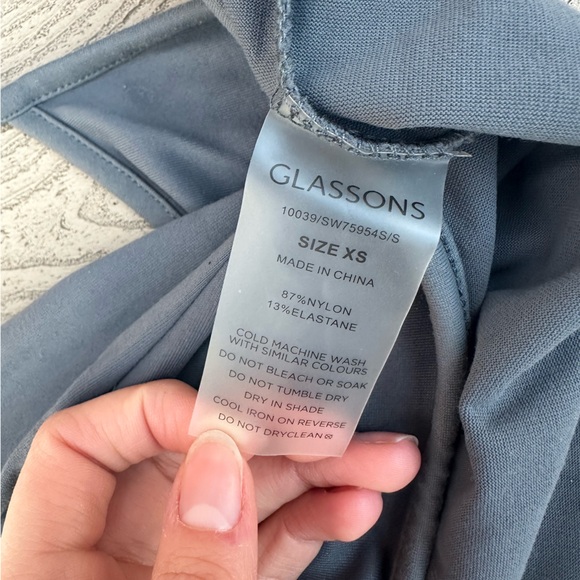 GLASSONS
10039/SW75954S/S
SIZE XS
MADE IN CHINA
87%NYLON
13%ELASTANE
COLD MACHINE WASH
WITH SIMILAR COLOURS
DO NOT BLEACH OR SOAK
DO NOT TUMBLE DRY
DRY IN SHADE
COOL IRON ON REVERSE
DO NOT DRYCLEAN